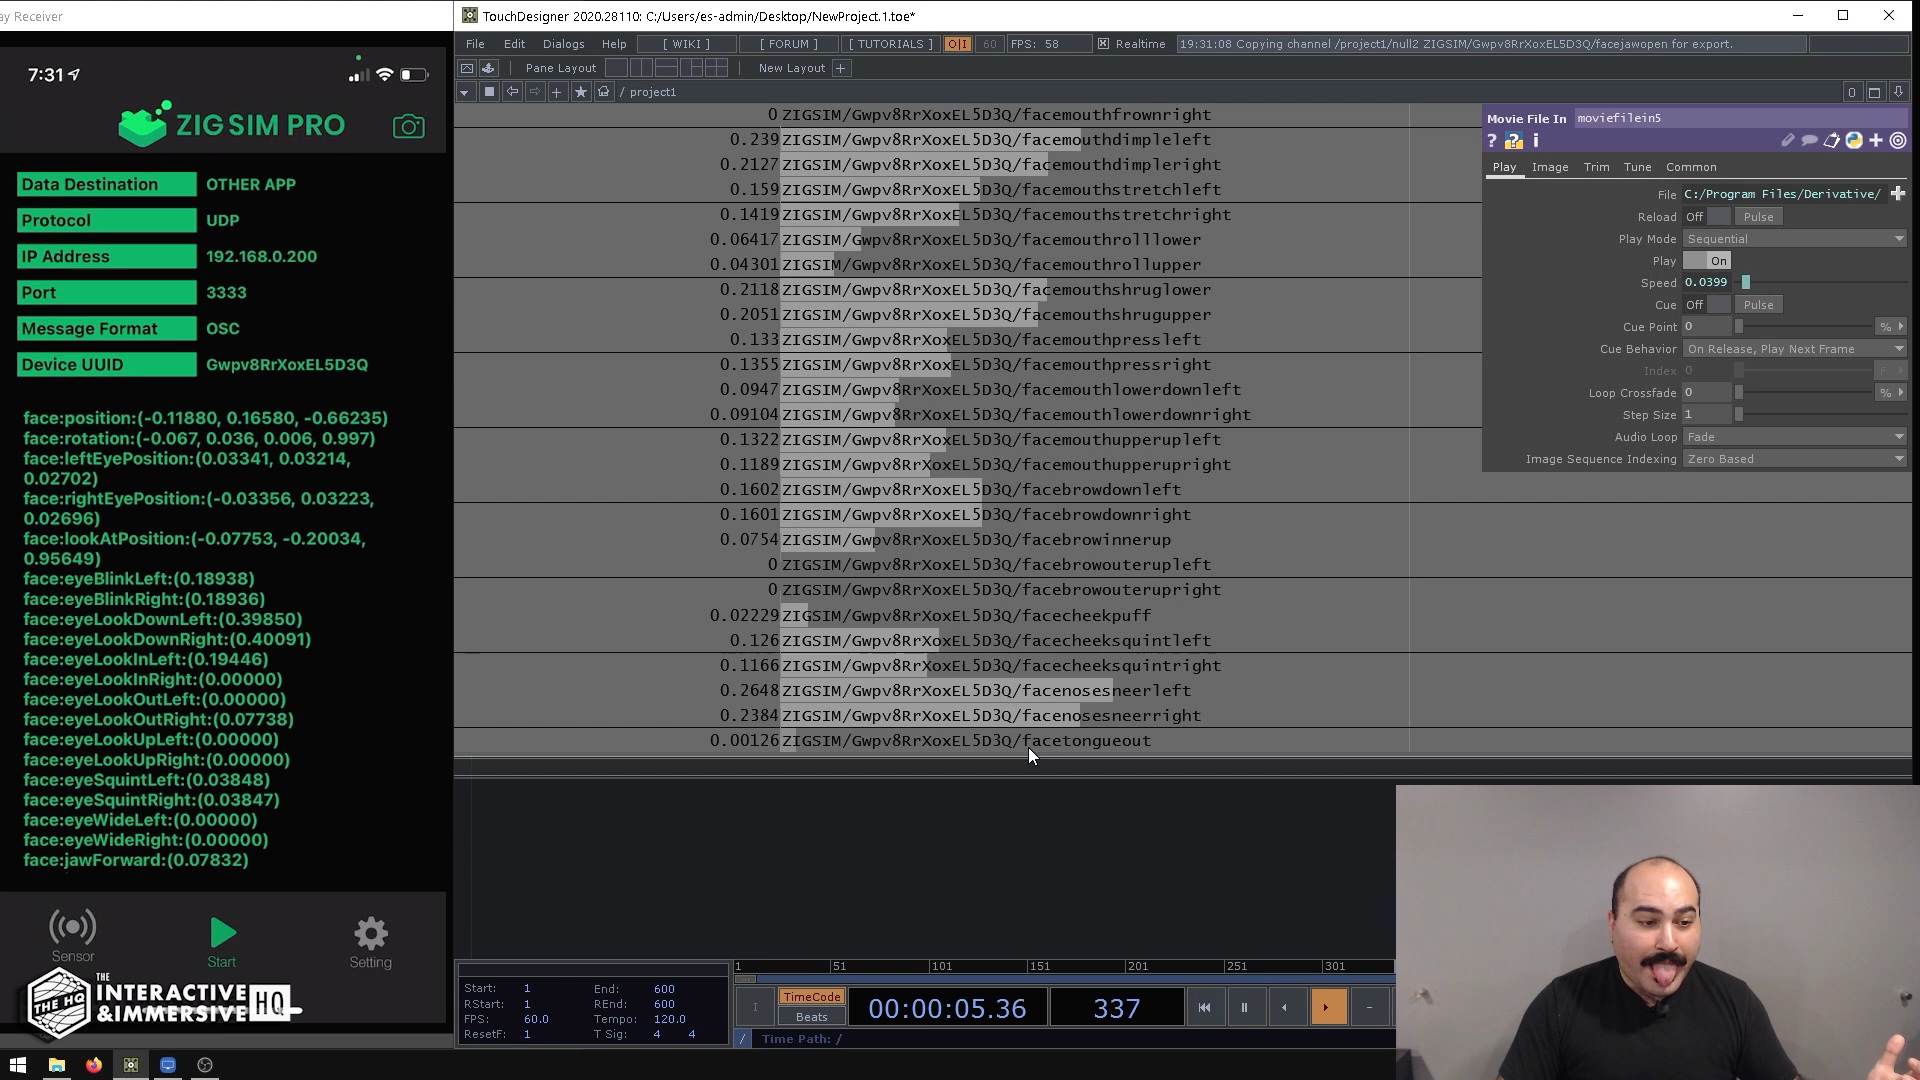 ay Receiver
7:31
ZIG SIM PRO
Data Destination OTHER APP
Protocol UDP
IP Address 192.168.0.200
Port 3333
Message Format OSC
Device UUID Gwpv8RrXoxEL5D3Q
face:position:(-0.11880, 0.16580, -0.66235)
face:rotation:(-0.067, 0.036, 0.006, 0.997)
face:leftEyePosition:(0.03341, 0.03214,
0.02702)
face:rightEyePosition:(-0.03356, 0.03223,
0.02696)
face:lookAtPosition:(-0.07753, -0.20034,
0.95649)
face:eyeBlinkLeft:(0.18938)
face:eyeBlinkRight:(0.18936)
face:eyeLookDownLeft:(0.39850)
face:eyeLookDownRight:(0.40091)
face:eyeLookInLeft:(0.19446)
face:eyeLookInRight:(0.00000)
face:eyeLookOutLeft:(0.00000)
face:eyeLookOutRight:(0.07738)
face:eyeLookUpLeft:(0.00000)
face:eyeLookUpRight:(0.00000)
face:eyeSquintLeft:(0.03848)
face:eyeSquintRight:(0.03847)
face:eyeWideLeft:(0.00000)
face:eyeWideRight:(0.00000)
face:jawForward:(0.07832)
Sensor Start Setting
THE HQ
THE
INTERACTIVE
&IMMERSIVE HQ
TouchDesigner 2020.28110: C:/Users/es-admin/Desktop/NewProject.1.toe*
File Edit Dialogs Help [ WIKI ] [ FORUM ] [ TUTORIALS ] O|I 60 FPS: 58 Realtime 19:31:08 Copying channel /project1/null2 ZIGSIM/Gwpv8RrXoxEL5D3Q/facejawopen for export.
Pane Layout New Layout +
/ project1 0
0 ZIGSIM/Gwpv8RrXoxEL5D3Q/facemouthfrownright
0.239 ZIGSIM/Gwpv8RrXoxEL5D3Q/facemouthdimpleleft
0.2127 ZIGSIM/Gwpv8RrXoxEL5D3Q/facemouthdimpleright
0.159 ZIGSIM/Gwpv8RrXoxEL5D3Q/facemouthstretchleft
0.1419 ZIGSIM/Gwpv8RrXoxEL5D3Q/facemouthstretchright
0.06417 ZIGSIM/Gwpv8RrXoxEL5D3Q/facemouthrolllower
0.04301 ZIGSIM/Gwpv8RrXoxEL5D3Q/facemouthrollupper
0.2118 ZIGSIM/Gwpv8RrXoxEL5D3Q/facemouthshruglower
0.2051 ZIGSIM/Gwpv8RrXoxEL5D3Q/facemouthshrugupper
0.133 ZIGSIM/Gwpv8RrXoxEL5D3Q/facemouthpressleft
0.1355 ZIGSIM/Gwpv8RrXoxEL5D3Q/facemouthpressright
0.0947 ZIGSIM/Gwpv8RrXoxEL5D3Q/facemouthlowerdownleft
0.09104 ZIGSIM/Gwpv8RrXoxEL5D3Q/facemouthlowerdownright
0.1322 ZIGSIM/Gwpv8RrXoxEL5D3Q/facemouthupperupleft
0.1189 ZIGSIM/Gwpv8RrXoxEL5D3Q/facemouthupperupright
0.1602 ZIGSIM/Gwpv8RrXoxEL5D3Q/facebrowdownleft
0.1601 ZIGSIM/Gwpv8RrXoxEL5D3Q/facebrowdownright
0.0754 ZIGSIM/Gwpv8RrXoxEL5D3Q/facebrowinnerup
0 ZIGSIM/Gwpv8RrXoxEL5D3Q/facebrowouterupleft
0 ZIGSIM/Gwpv8RrXoxEL5D3Q/facebrowouterupright
0.02229 ZIGSIM/Gwpv8RrXoxEL5D3Q/facecheekpuff
0.126 ZIGSIM/Gwpv8RrXoxEL5D3Q/facecheeksquintleft
0.1166 ZIGSIM/Gwpv8RrXoxEL5D3Q/facecheeksquintright
0.2648 ZIGSIM/Gwpv8RrXoxEL5D3Q/facenosesneerleft
0.2384 ZIGSIM/Gwpv8RrXoxEL5D3Q/facenosesneerright
0.00126 ZIGSIM/Gwpv8RrXoxEL5D3Q/facetongueout
Movie File In moviefilein5
? ? i
Play Image Trim Tune Common
File C:/Program Files/Derivative/
Reload Off Pulse
Play Mode Sequential
Play On
Speed 0.0399
Cue Off Pulse
Cue Point 0 %
Cue Behavior On Release, Play Next Frame
Index 0 F
Loop Crossfade 0 %
Step Size 1
Audio Loop Fade
Image Sequence Indexing Zero Based
1 51 101 151 201 251 301
Start: 1 End: 600
RStart: 1 REnd: 600
FPS: 60.0 Tempo: 120.0
ResetF: 1 T Sig: 4 4
TimeCode
Beats
00:00:05.36 337
/ Time Path: /